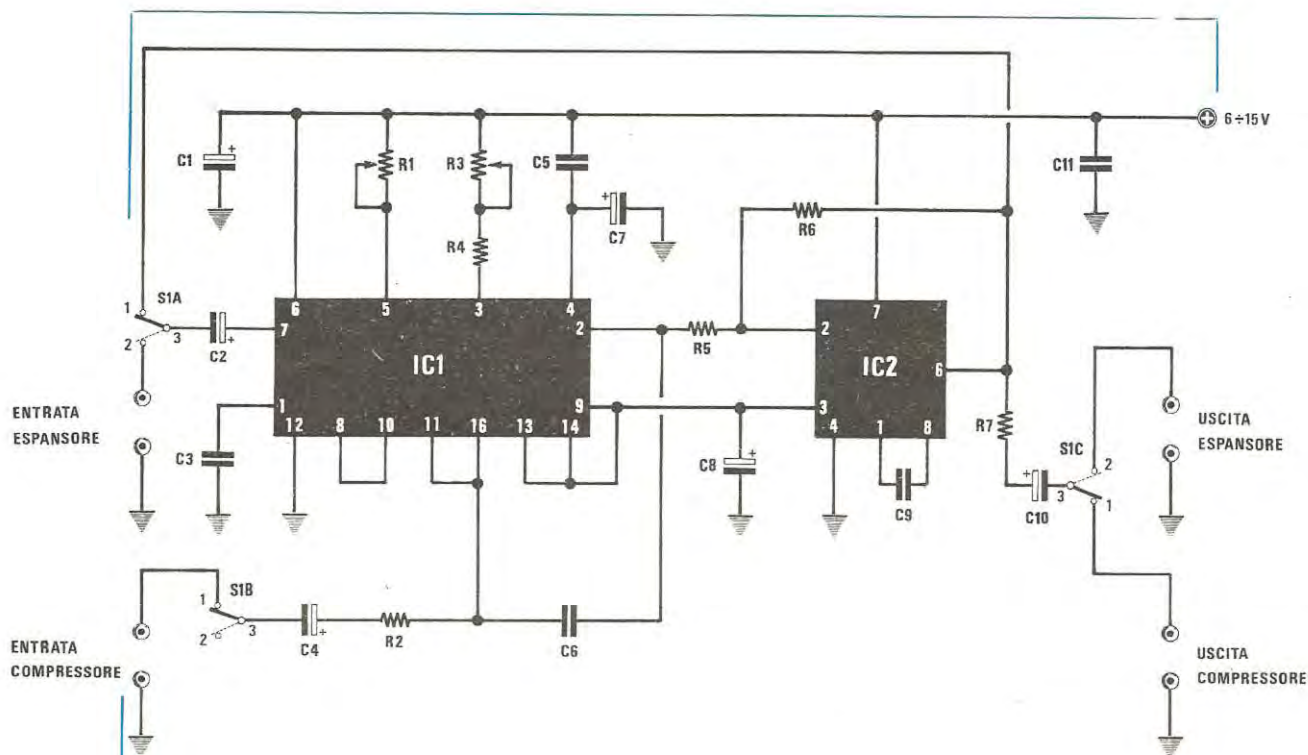 6÷15V
C1
+
R1
R3
C5
C11
R4
+
C7
R6
1
S1A
2
3
C2
+
6
5
3
4
7
2
IC1
1
9
12
8
10
11
16
13
14
R5
7
2
IC2
6
3
4
1
8
R7
ENTRATA
ESPANSORE
C3
C8
+
C9
+
C10
S1C
3
2
1
USCITA
ESPANSORE
ENTRATA
COMPRESSORE
S1B
1
2
3
C4
+
R2
C6
USCITA
COMPRESSORE